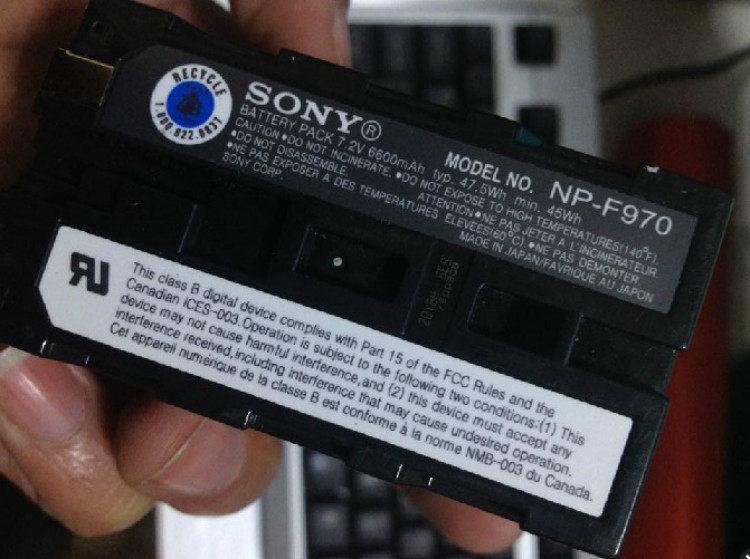 RECYCLE
1.800.822.8837
SONY®
BATTERY PACK 7.2V 6600mAh typ. 47.5Wh min. 45Wh
MODEL NO. NP-F970
CAUTION •DO NOT INCINERATE. •DO NOT EXPOSE TO HIGH TEMPERATURES(140°F).
•DO NOT DISASSEMBLE. ATTENTION •NE PAS JETER A L'INCINERATEUR
•NE PAS EXPOSER A DES TEMPERATURES ELEVEES(60°C). •NE PAS DEMONTER
SONY CORP. MADE IN JAPAN/FAVRIQUE AU JAPON
This class B digital device complies with Part 15 of the FCC Rules and the
Canadian ICES-003. Operation is subject to the following two conditions:(1) This
device may not cause harmful interference,and (2) this device must accept any
interference received,including interference that may cause undesired operation.
Cet appareil numérique de la classe B est conforme à la norme NMB-003 du Canada.